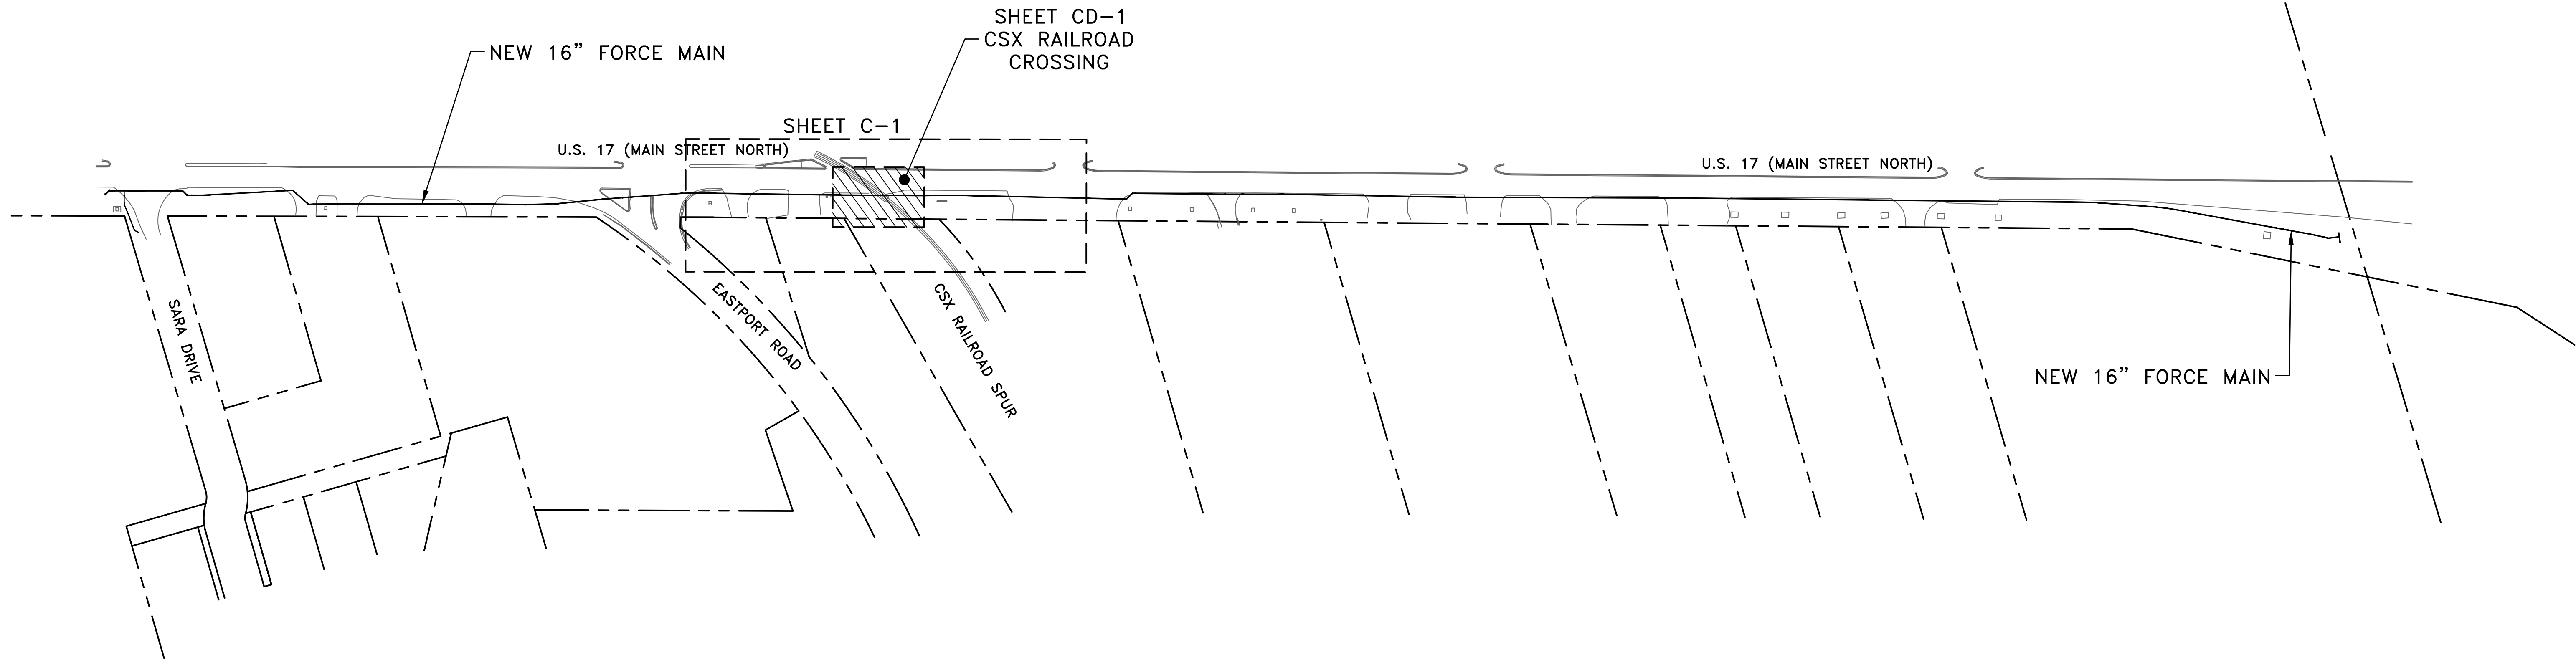 SHEET CD-1
CSX RAILROAD
CROSSING
NEW 16" FORCE MAIN
SHEET C-1
U.S. 17 (MAIN STREET NORTH)
U.S. 17 (MAIN STREET NORTH)
SARA DRIVE
EASTPORT ROAD
CSX RAILROAD SPUR
NEW 16" FORCE MAIN